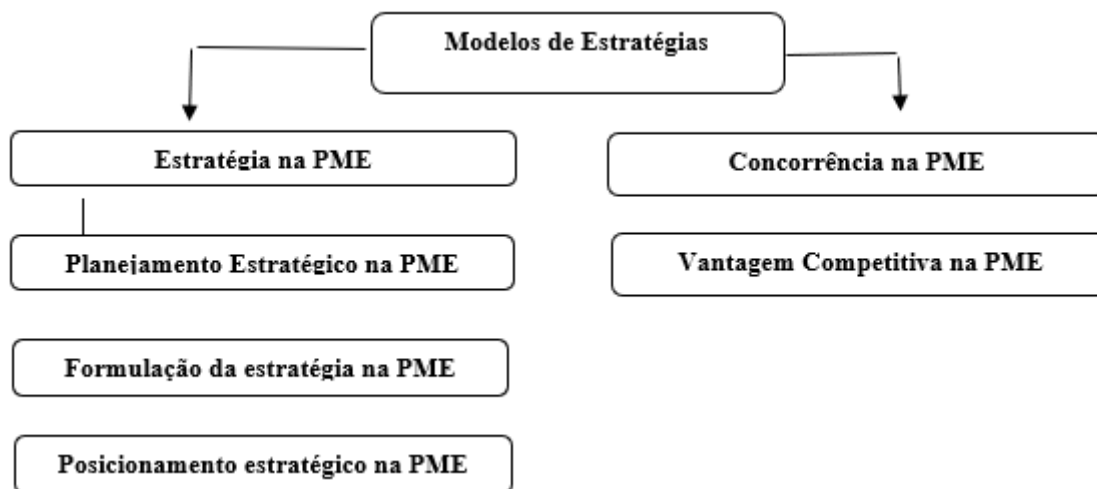 Modelos de Estratégias
Estratégia na PME
Concorrência na PME
Planejamento Estratégico na PME
Vantagem Competitiva na PME
Formulação da estratégia na PME
Posicionamento estratégico na PME